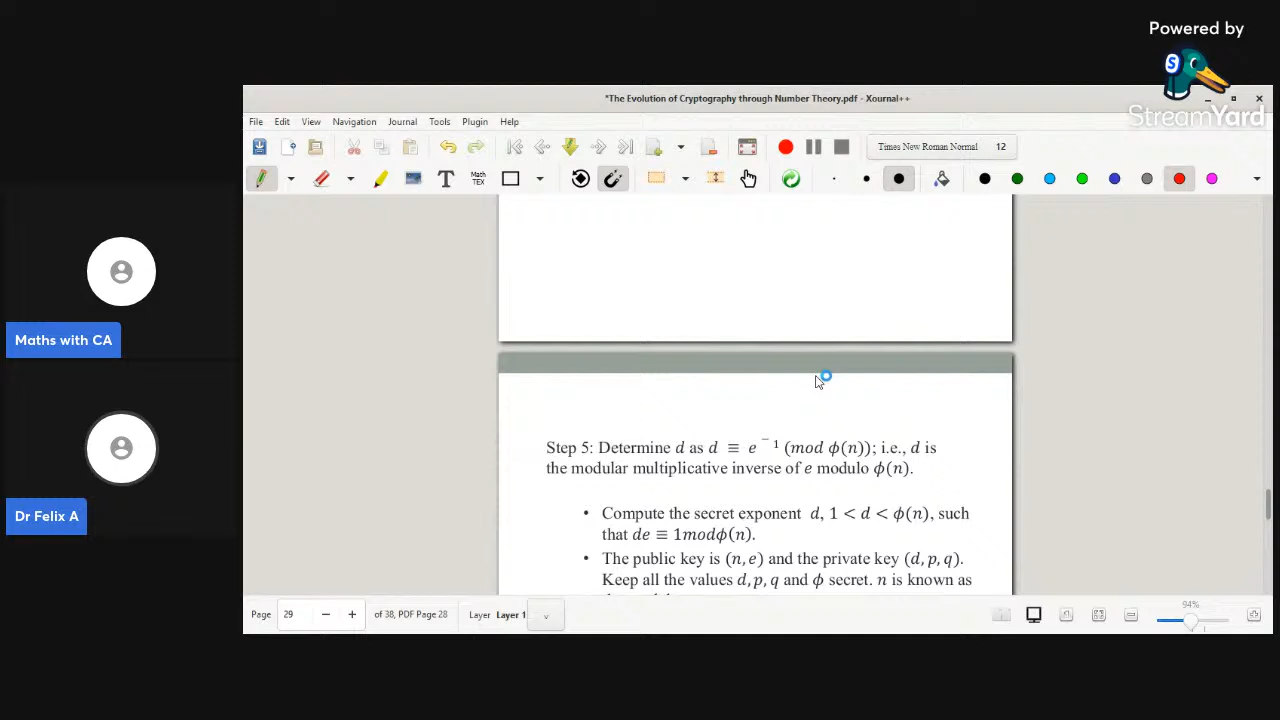 Powered by
S
StreamYard
*The Evolution of Cryptography through Number Theory.pdf - Xournal++
File Edit View Navigation Journal Tools Plugin Help
Times New Roman Normal 12
T
Math
TEX
Maths with CA
Dr Felix A
Step 5: Determine d as d ≡ e⁻¹ (mod ϕ(n)); i.e., d is
the modular multiplicative inverse of e modulo ϕ(n).
• Compute the secret exponent d, 1 < d < ϕ(n), such
that de ≡ 1modϕ(n).
• The public key is (n, e) and the private key (d, p, q).
Keep all the values d, p, q and ϕ secret. n is known as
Page 29 − + of 38, PDF Page 28 Layer Layer 1 v
94%